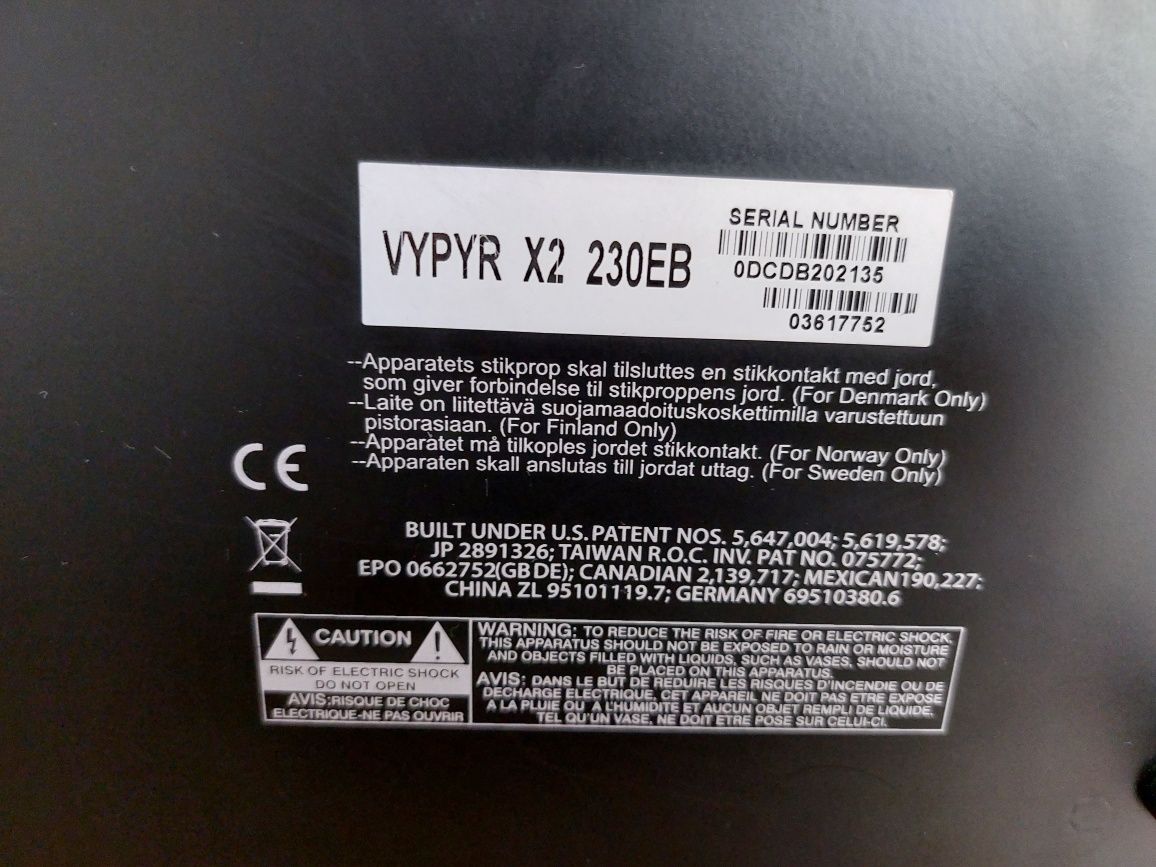 VYPYR X2 230EB
SERIAL NUMBER
0DCDB202135
03617752
--Apparatets stikprop skal tilsluttes en stikkontakt med jord,
som giver forbindelse til stikproppens jord. (For Denmark Only)
--Laite on liitettävä suojamaadoituskoskettimilla varustettuun
pistorasiaan. (For Finland Only)
--Apparatet må tilkoples jordet stikkontakt. (For Norway Only)
--Apparaten skall anslutas till jordat uttag. (For Sweden Only)
CE
BUILT UNDER U.S. PATENT NOS. 5,647,004; 5,619,578;
JP 2891326; TAIWAN R.O.C. INV. PAT NO. 075772;
EPO 0662752(GB DE); CANADIAN 2,139,717; MEXICAN190,227;
CHINA ZL 95101119.7; GERMANY 69510380.6
CAUTION
RISK OF ELECTRIC SHOCK
DO NOT OPEN
AVIS:RISQUE DE CHOC
ELECTRIQUE-NE PAS OUVRIR
WARNING: TO REDUCE THE RISK OF FIRE OR ELECTRIC SHOCK,
THIS APPARATUS SHOULD NOT BE EXPOSED TO RAIN OR MOISTURE
AND OBJECTS FILLED WITH LIQUIDS, SUCH AS VASES, SHOULD NOT
BE PLACED ON THIS APPARATUS.
AVIS: DANS LE BUT DE REDUIRE LES RISQUES D'INCENDIE OU DE
DECHARGE ELECTRIQUE, CET APPAREIL NE DOIT PAS ETRE EXPOSE
A LA PLUIE OU A L'HUMIDITE ET AUCUN OBJET REMPLI DE LIQUIDE,
TEL QU'UN VASE, NE DOIT ETRE POSE SUR CELUI-CI.